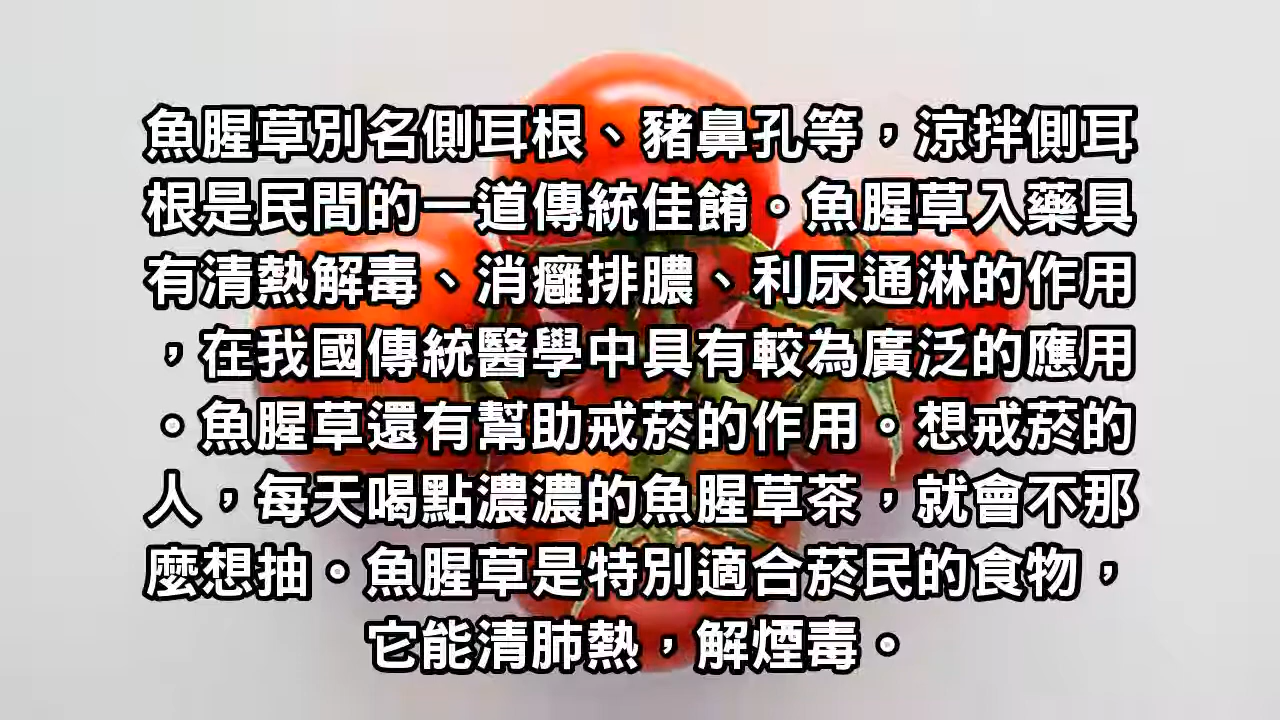 魚腥草別名側耳根、豬鼻孔等，涼拌側耳
根是民間的一道傳統佳餚。魚腥草入藥具
有清熱解毒、消癰排膿、利尿通淋的作用
，在我國傳統醫學中具有較為廣泛的應用
。魚腥草還有幫助戒菸的作用。想戒菸的
人，每天喝點濃濃的魚腥草茶，就會不那
麼想抽。魚腥草是特別適合菸民的食物，
它能清肺熱，解煙毒。